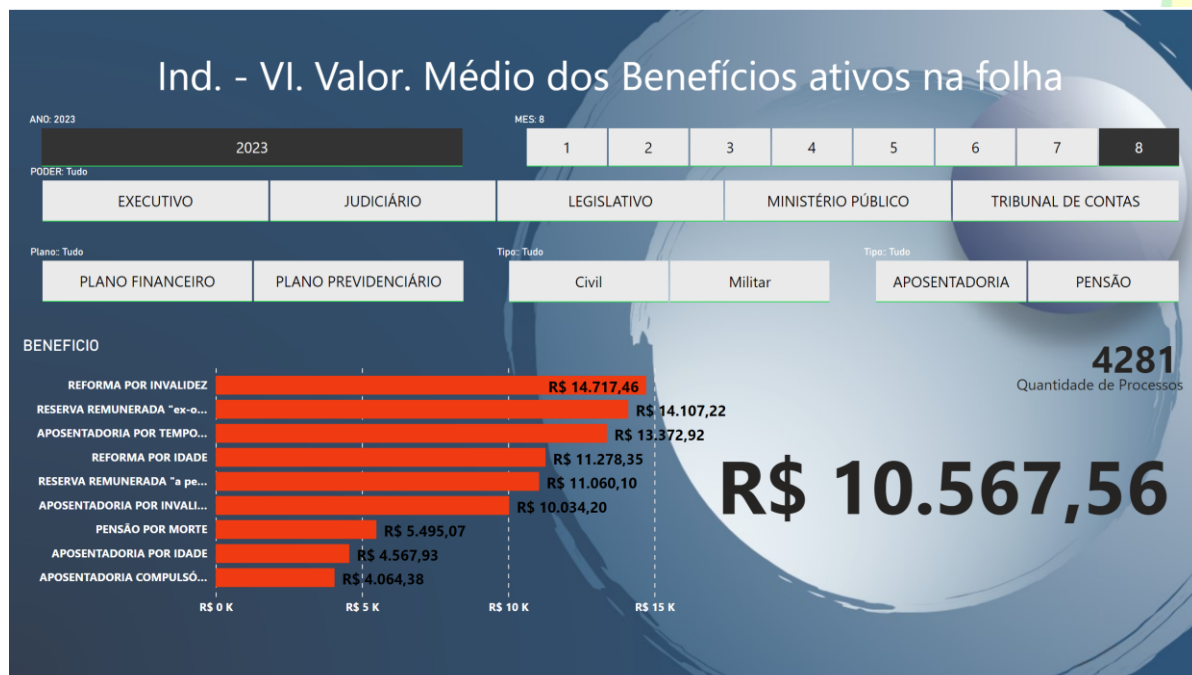 Ind. - VI. Valor. Médio dos Benefícios ativos na folha
ANO: 2023
MES: 8
2023
1 2 3 4 5 6 7 8
PODER: Tudo
EXECUTIVO JUDICIÁRIO LEGISLATIVO MINISTÉRIO PÚBLICO TRIBUNAL DE CONTAS
Plano:: Tudo
Tipo:: Tudo
Tipo:: Tudo
PLANO FINANCEIRO PLANO PREVIDENCIÁRIO Civil Militar APOSENTADORIA PENSÃO
BENEFICIO
4281
Quantidade de Processos
REFORMA POR INVALIDEZ R$ 14.717,46
RESERVA REMUNERADA "ex-o... R$ 14.107,22
APOSENTADORIA POR TEMPO... R$ 13.372,92
REFORMA POR IDADE R$ 11.278,35
RESERVA REMUNERADA "a pe... R$ 11.060,10
APOSENTADORIA POR INVALI... R$ 10.034,20
PENSÃO POR MORTE R$ 5.495,07
APOSENTADORIA POR IDADE R$ 4.567,93
APOSENTADORIA COMPULSÓ... R$ 4.064,38
R$ 0 K R$ 5 K R$ 10 K R$ 15 K
R$ 10.567,56